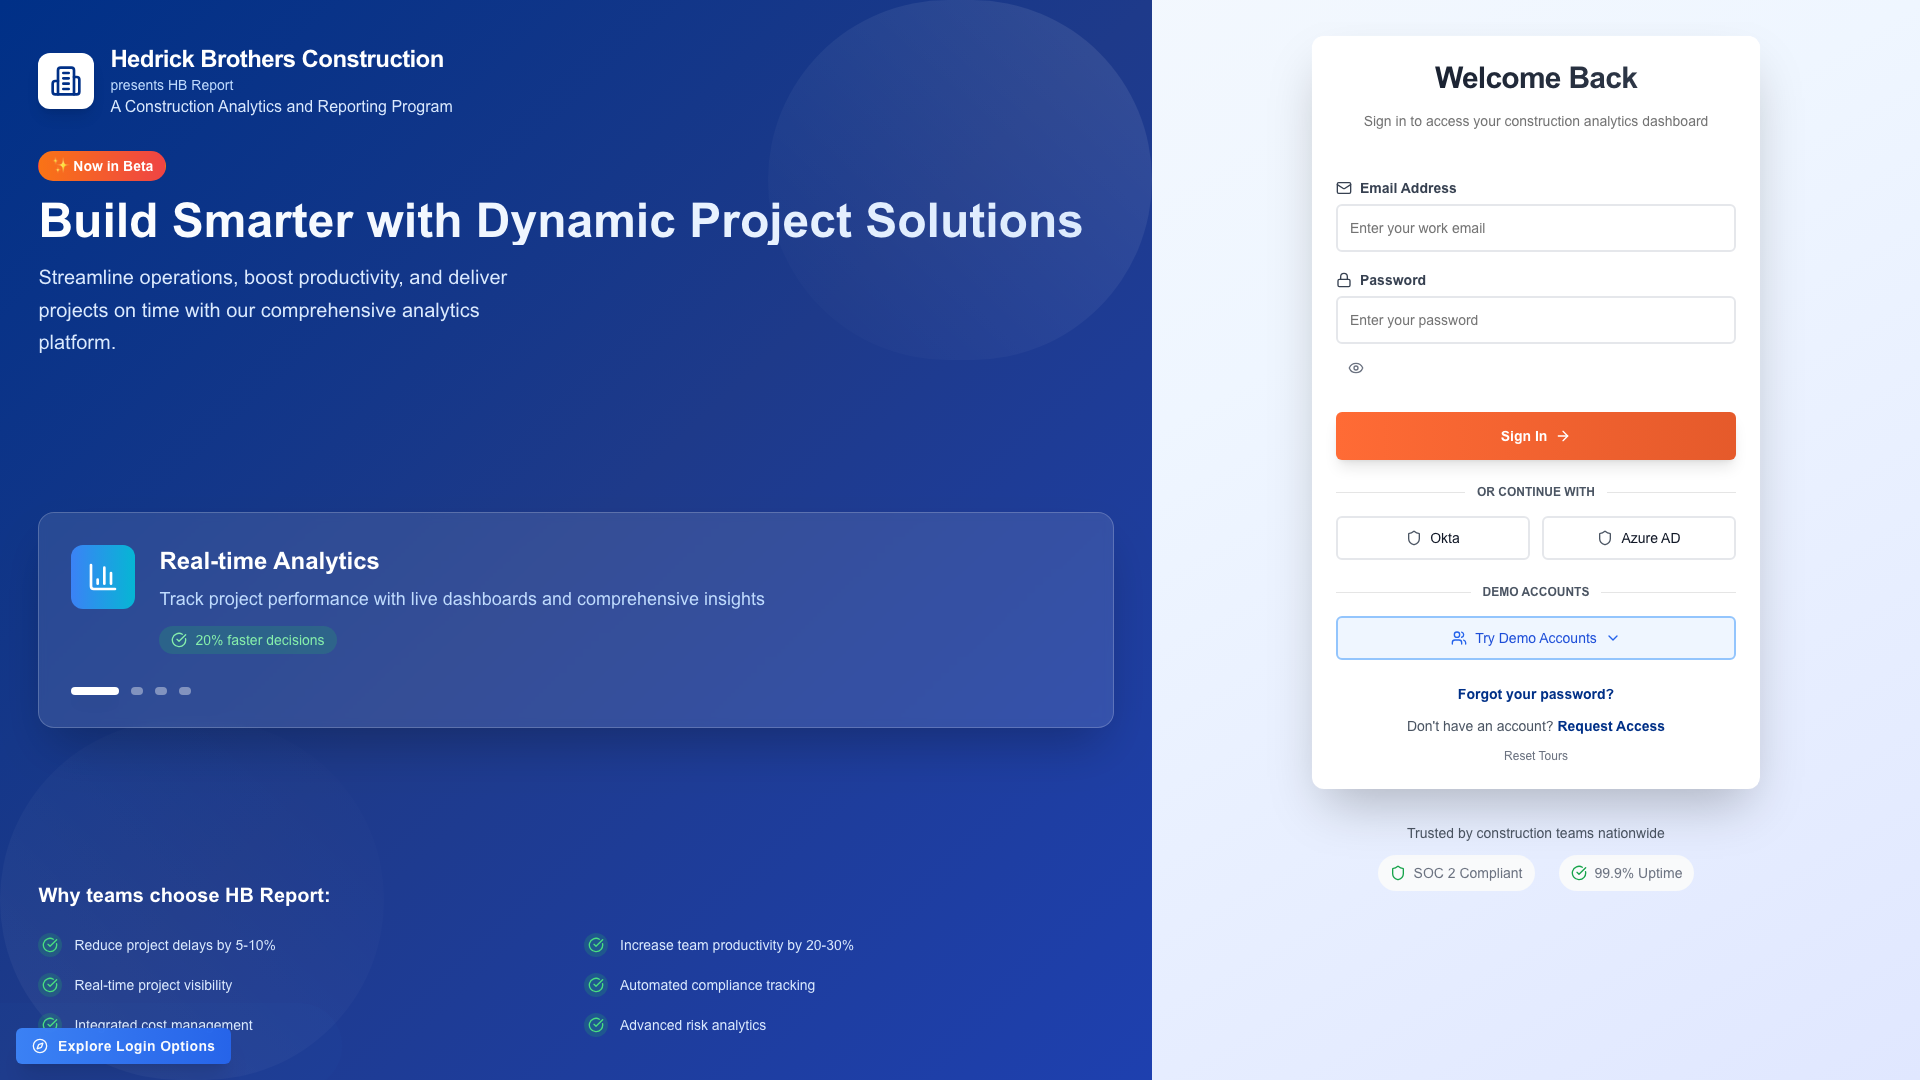 Hedrick Brothers Construction
presents HB Report
A Construction Analytics and Reporting Program
✨ Now in Beta
Build Smarter with Dynamic Project Solutions
Streamline operations, boost productivity, and deliver
projects on time with our comprehensive analytics
platform.
Real-time Analytics
Track project performance with live dashboards and comprehensive insights
20% faster decisions
Why teams choose HB Report:
Reduce project delays by 5-10%
Increase team productivity by 20-30%
Real-time project visibility
Automated compliance tracking
Integrated cost management
Advanced risk analytics
Explore Login Options
Welcome Back
Sign in to access your construction analytics dashboard
Email Address
Enter your work email
Password
Enter your password
Sign In
OR CONTINUE WITH
Okta
Azure AD
DEMO ACCOUNTS
Try Demo Accounts
Forgot your password?
Don't have an account? Request Access
Reset Tours
Trusted by construction teams nationwide
SOC 2 Compliant
99.9% Uptime